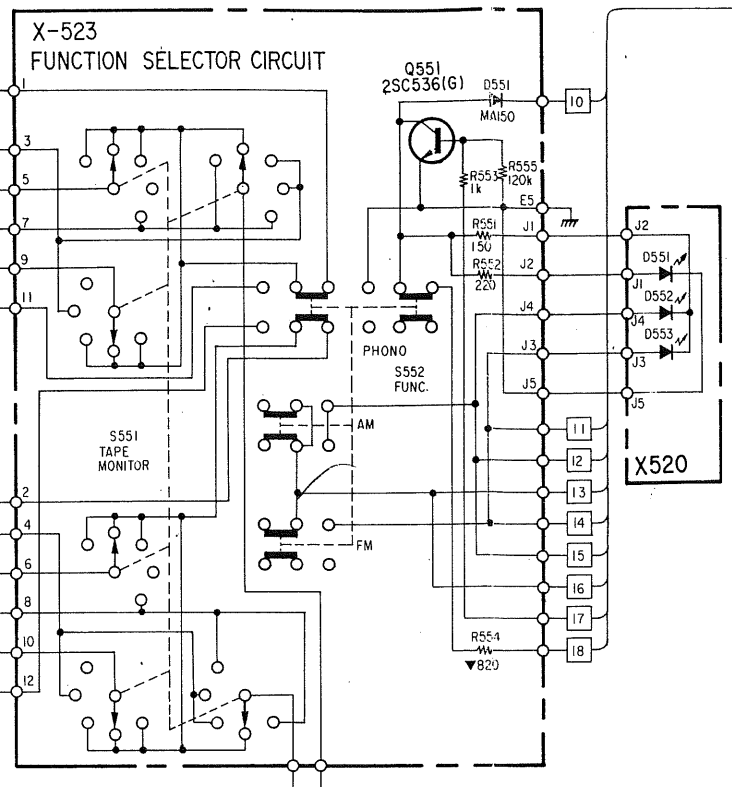 X-523
FUNCTION SELECTOR CIRCUIT
Q551
2SC536(G)
D551
MA150
1
3
5
7
9
11
10
R553
1k
R555
120k
E5
R551
150
J1
R552
220
J2
J4
J3
J5
J2
D551
J1
D552
J4
D553
J3
J5
X520
PHONO
S552
FUNC.
AM
FM
S551
TAPE
MONITOR
2
4
6
8
10
12
11
12
13
14
15
16
17
18
R554
▼820